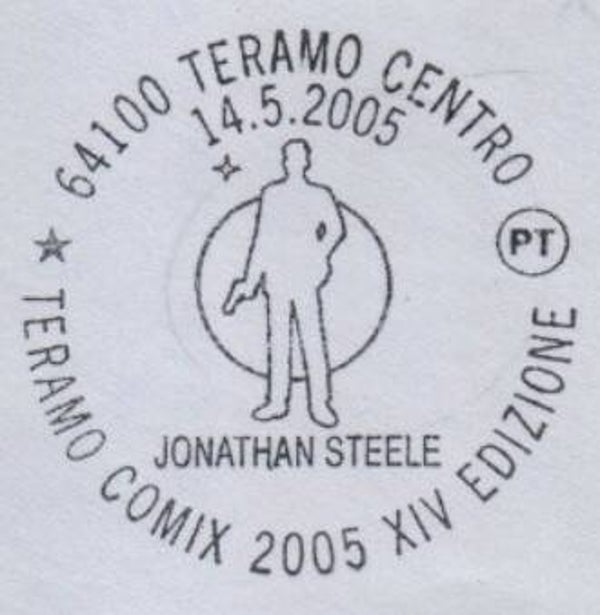 64100 TERAMO CENTRO
14.5.2005
PT
JONATHAN STEELE
TERAMO COMIX 2005 XIV EDIZIONE